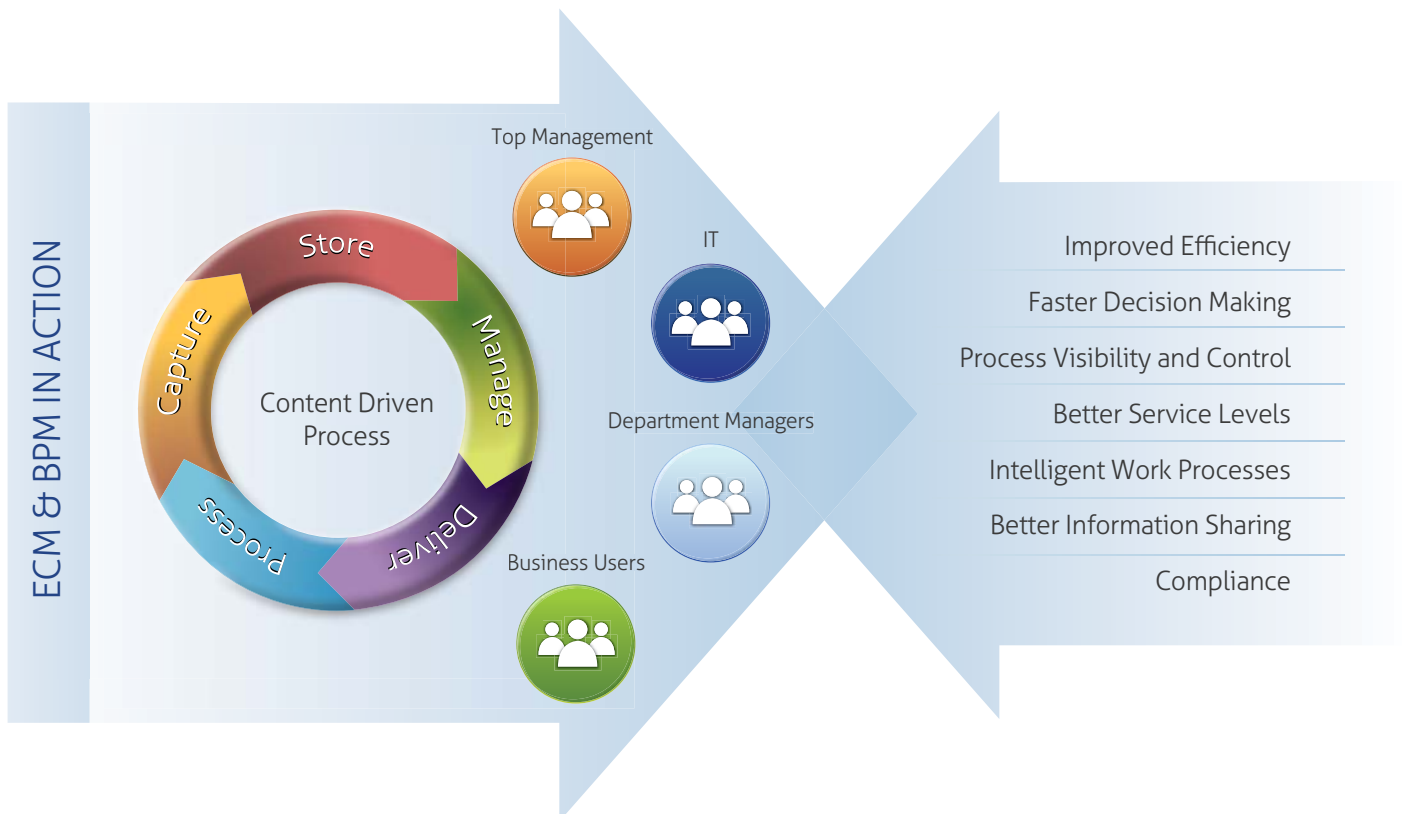 ECM & BPM IN ACTION
Store
Manage
Deliver
Process
Capture
Content Driven
Process
Top Management
IT
Department Managers
Business Users
Improved Efficiency
Faster Decision Making
Process Visibility and Control
Better Service Levels
Intelligent Work Processes
Better Information Sharing
Compliance